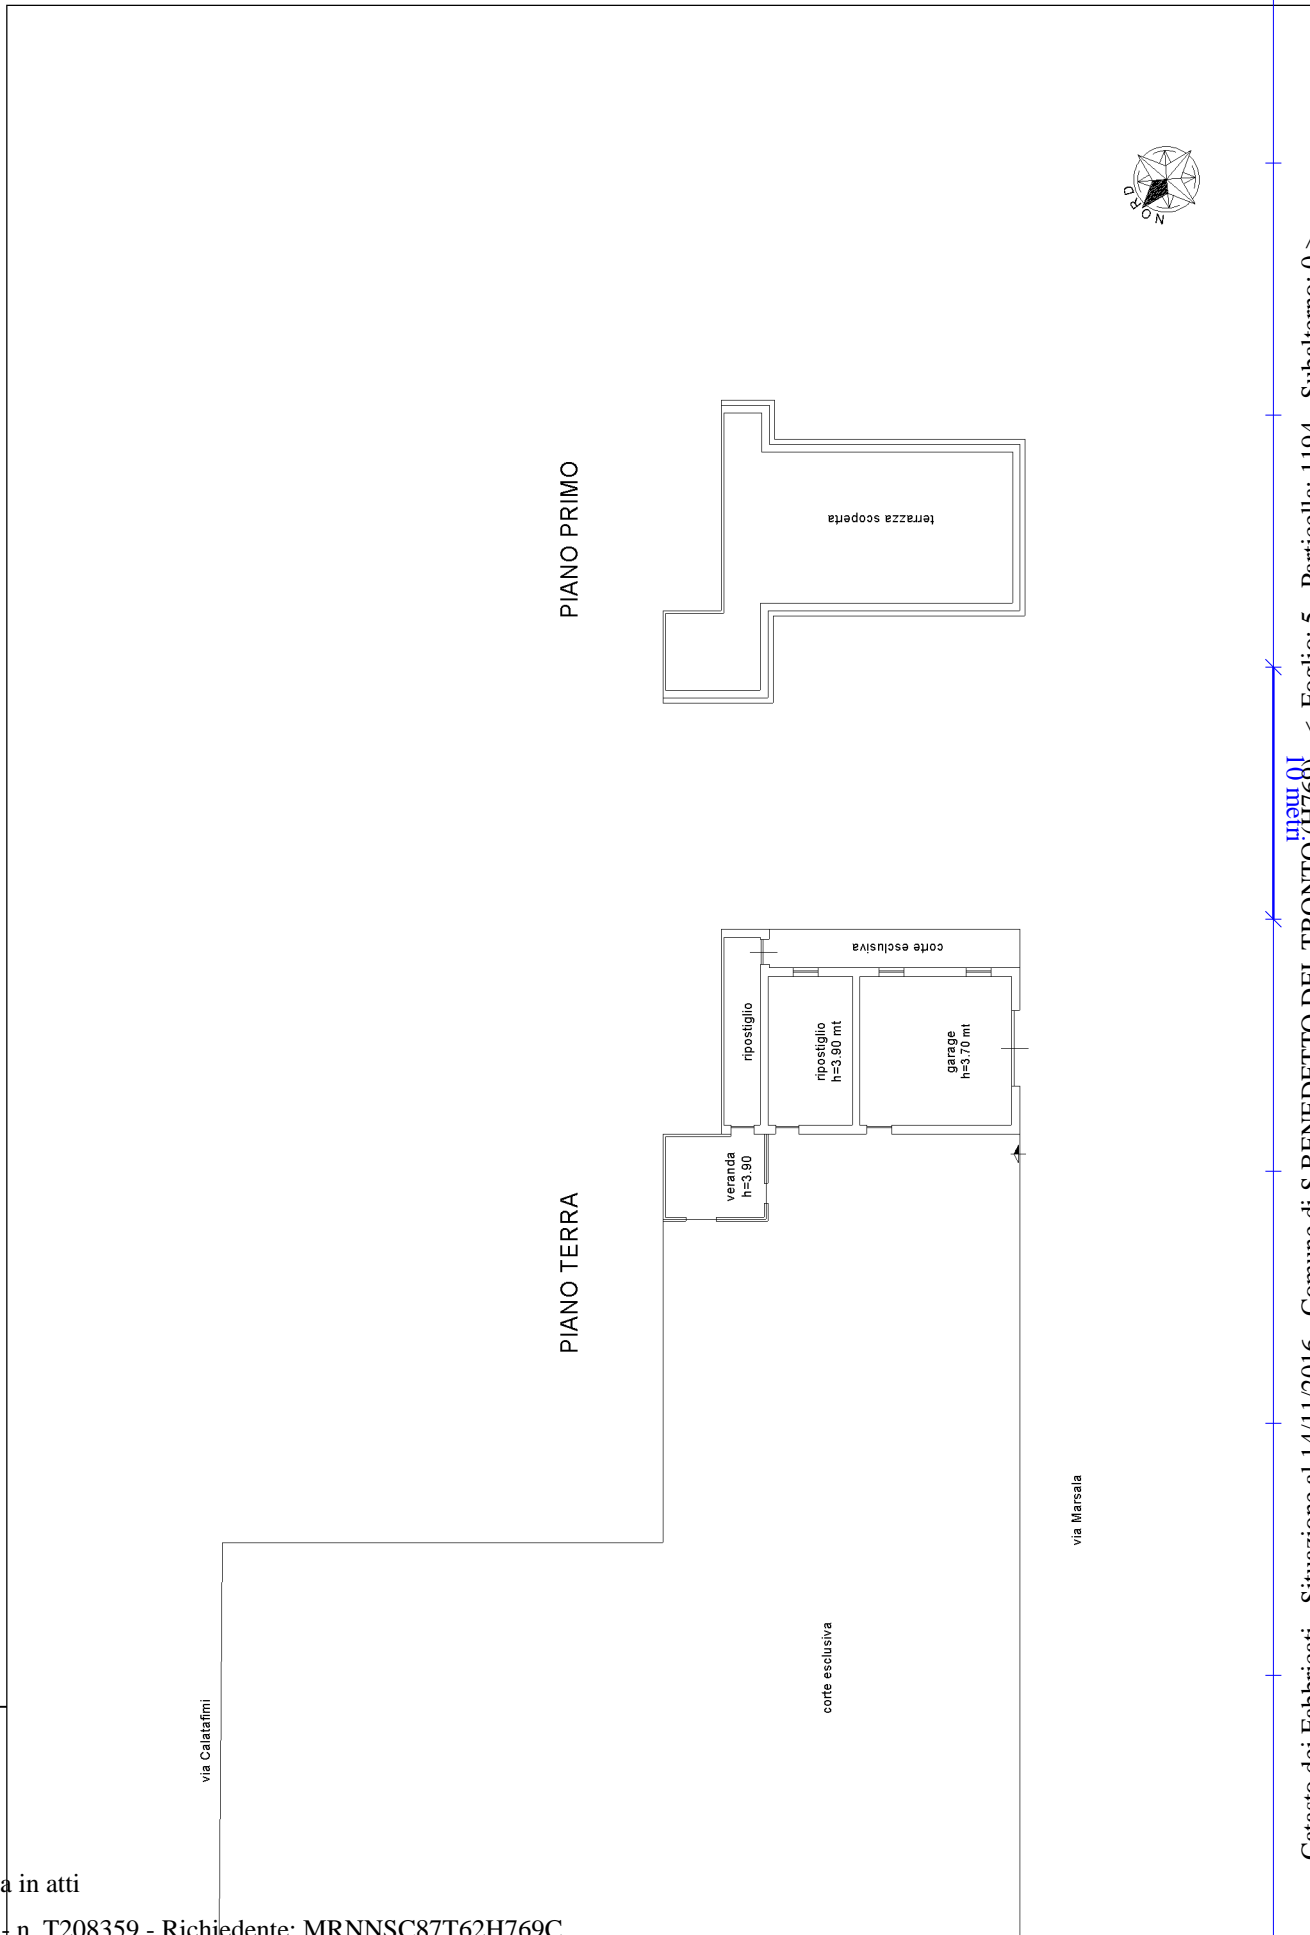 NORD
PIANO PRIMO
terrazza scoperta
10 metri
corte esclusiva
ripostiglio
ripostiglio
h=3.90 mt
garage
h=3.70 mt
veranda
h=3.90
PIANO TERRA
via Marsala
corte esclusiva
via Calatafimi
Catasto dei Fabbricati - Situazione al 14/11/2016 - Comune di S.BENEDETTO DEL TRONTO (H769) - < Foglio: 5 - Particella: 1194 - Subalterno: 0 >
a in atti
- n. T208359 - Richiedente: MRNNSC87T62H769C